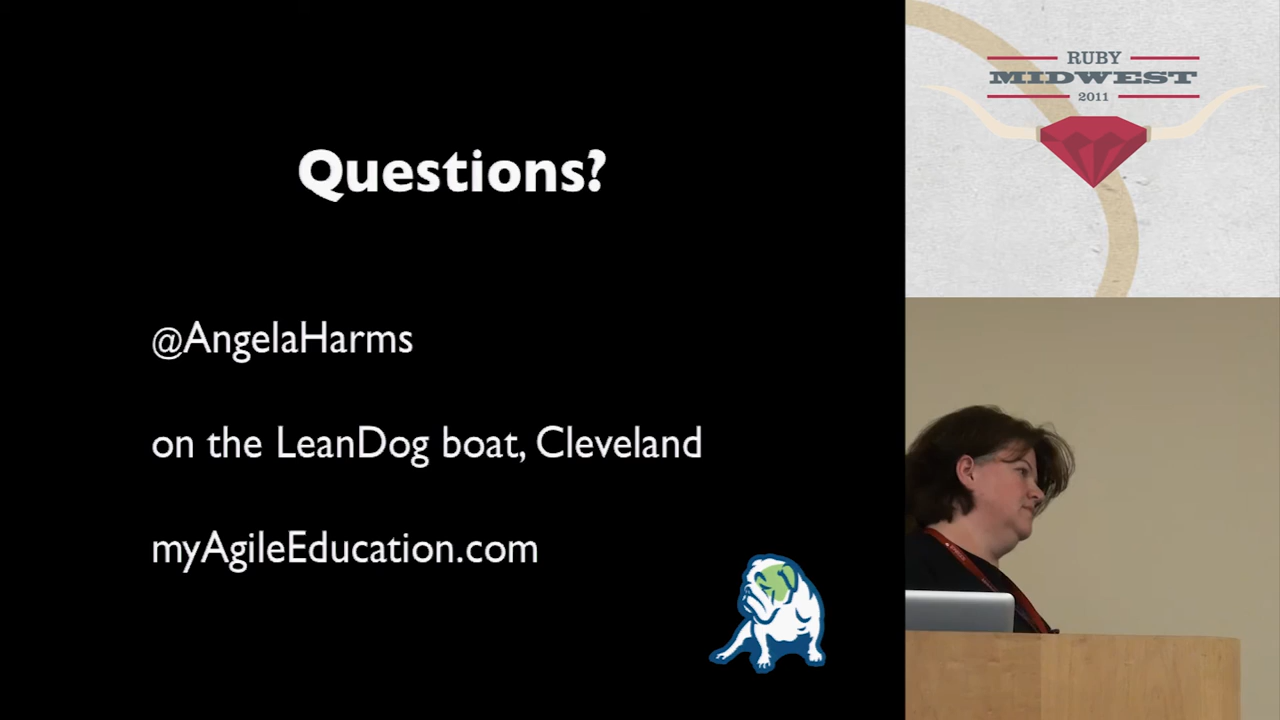 Questions?
@AngelaHarms
on the LeanDog boat, Cleveland
myAgileEducation.com
RUBY
MIDWEST
2011